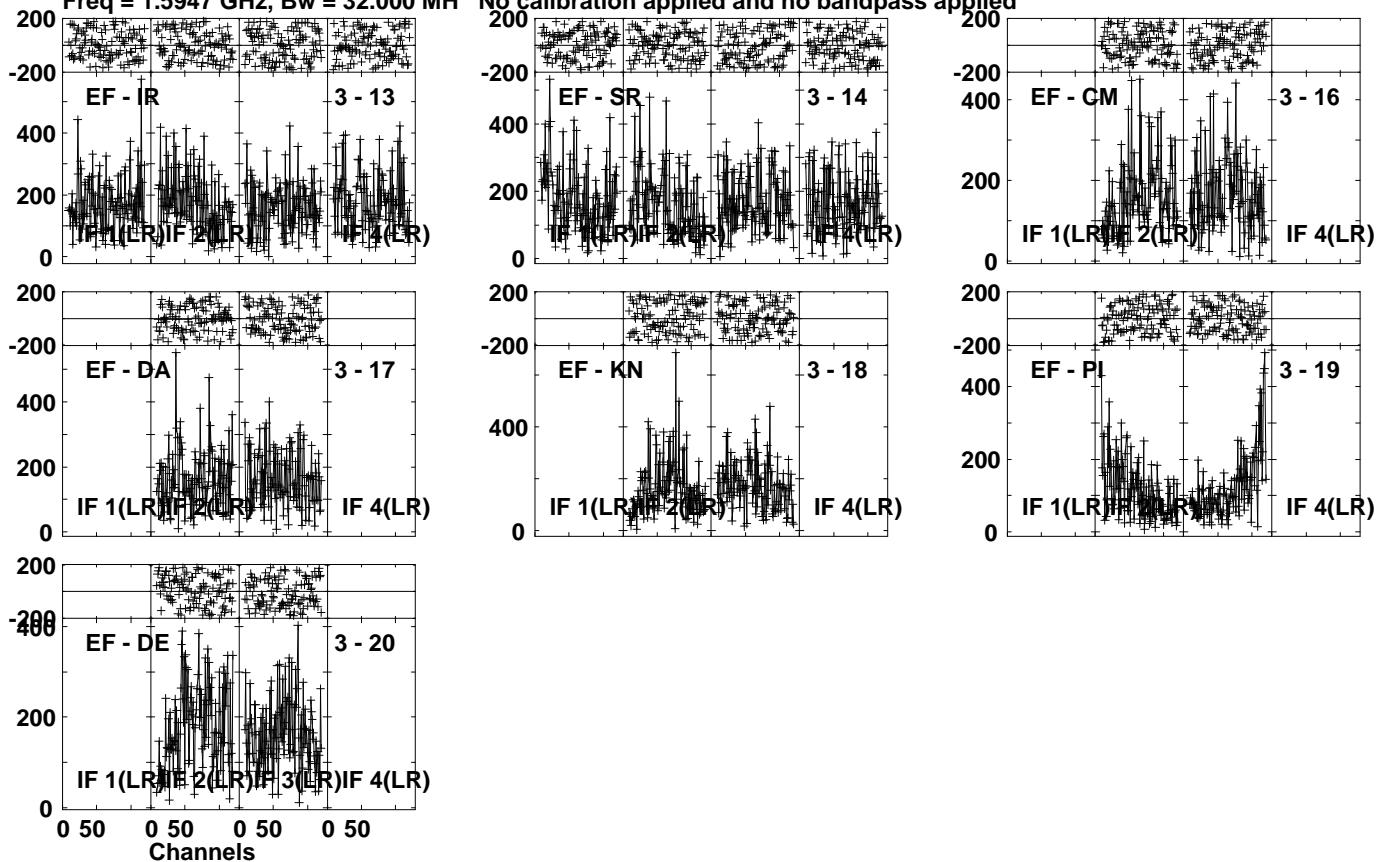 Freq = 1.5947 GHz, Bw = 32.000 MH No calibration applied and no bandpass applied
200
-200
EF - IR 3 - 13
400
200
0
IF 1(LR) IF 2(LR) IF 4(LR)
200
-200
EF - SR 3 - 14
400
200
0
IF 1(LR) IF 2(LR) IF 4(LR)
200
-200
EF - CM 3 - 16
400
200
0
IF 1(LR) IF 2(LR) IF 4(LR)
200
-200
EF - DA 3 - 17
400
200
0
IF 1(LR) IF 2(LR) IF 4(LR)
200
-200
EF - KN 3 - 18
400
0
IF 1(LR) IF 2(LR) IF 4(LR)
200
-200
EF - PI 3 - 19
400
200
0
IF 1(LR) IF 2(LR) IF 4(LR)
200
-200
400
EF - DE 3 - 20
200
0
IF 1(LR) IF 2(LR) IF 3(LR) IF 4(LR)
0 50 0 50 0 50 0 50
Channels